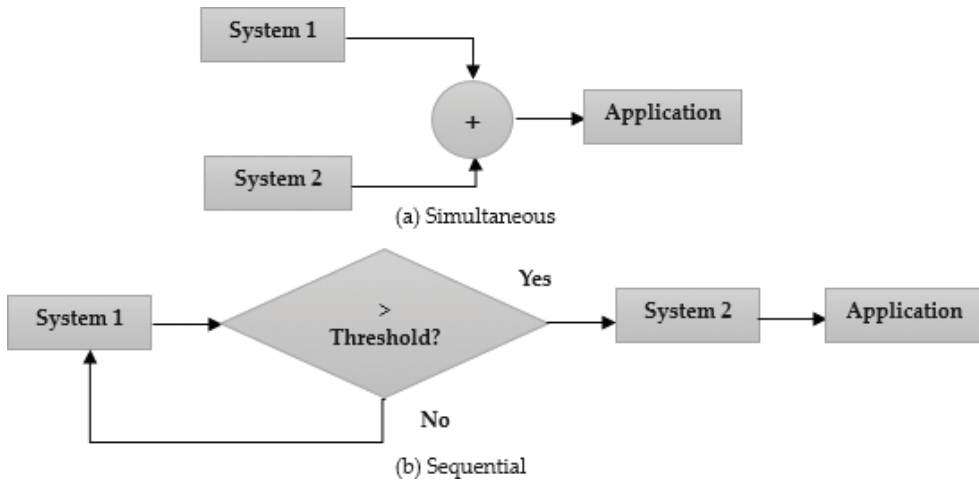 System 1
+
Application
System 2
(a) Simultaneous
Yes
System 1
>
Threshold?
System 2
Application
No
(b) Sequential